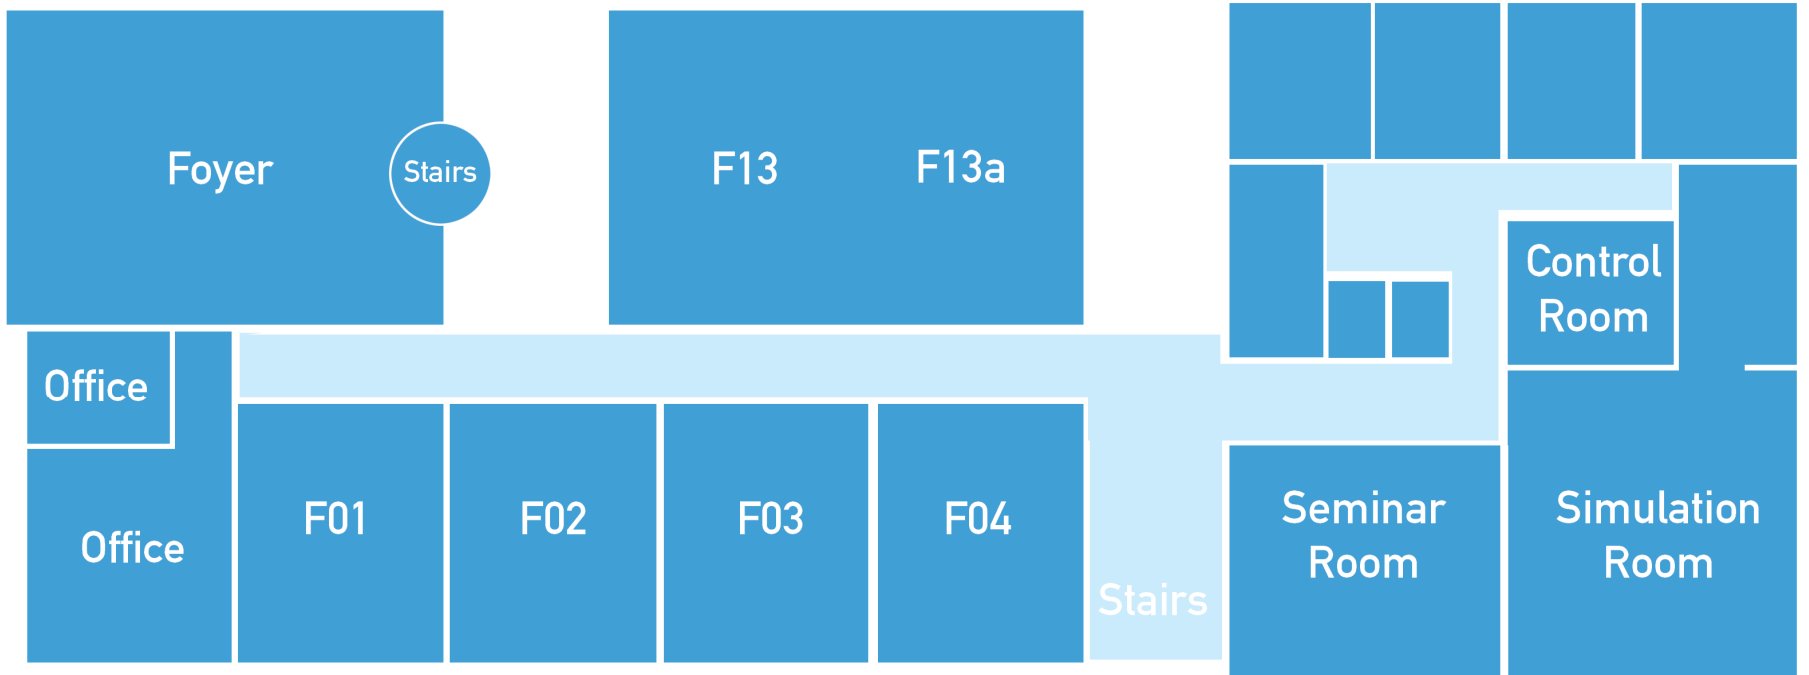 Foyer
Stairs
F13
F13a
Control
Room
Office
Office
F01
F02
F03
F04
Stairs
Seminar
Room
Simulation
Room